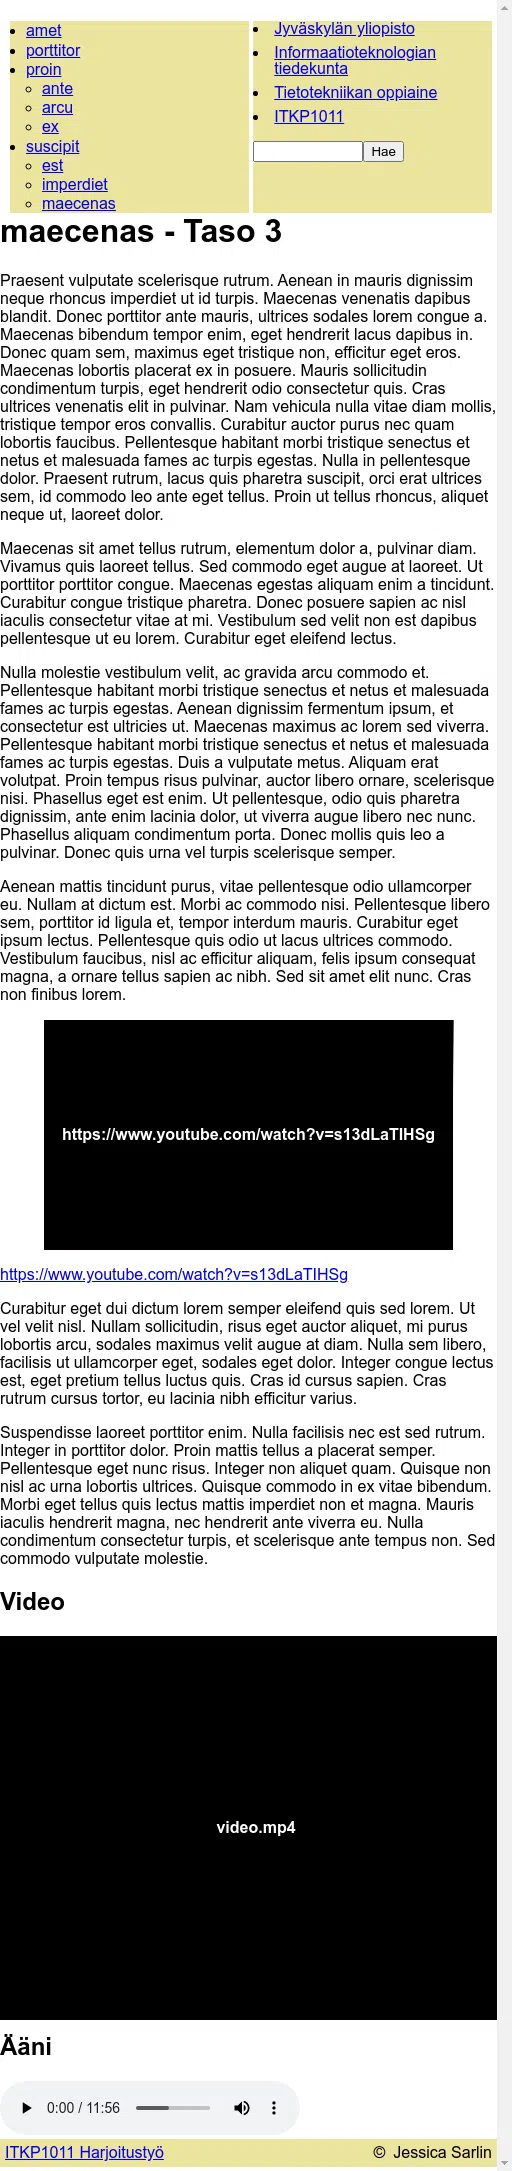 amet
porttitor
proin
ante
arcu
ex
suscipit
est
imperdiet
maecenas
Jyväskylän yliopisto
Informaatioteknologian
tiedekunta
Tietotekniikan oppiaine
ITKP1011
Hae
maecenas - Taso 3
Praesent vulputate scelerisque rutrum. Aenean in mauris dignissim
neque rhoncus imperdiet ut id turpis. Maecenas venenatis dapibus
blandit. Donec porttitor ante mauris, ultrices sodales lorem congue a.
Maecenas bibendum tempor enim, eget hendrerit lacus dapibus in.
Donec quam sem, maximus eget tristique non, efficitur eget eros.
Maecenas lobortis placerat ex in posuere. Mauris sollicitudin
condimentum turpis, eget hendrerit odio consectetur quis. Cras
ultrices venenatis elit in pulvinar. Nam vehicula nulla vitae diam mollis,
tristique tempor eros convallis. Curabitur auctor purus nec quam
lobortis faucibus. Pellentesque habitant morbi tristique senectus et
netus et malesuada fames ac turpis egestas. Nulla in pellentesque
dolor. Praesent rutrum, lacus quis pharetra suscipit, orci erat ultrices
sem, id commodo leo ante eget tellus. Proin ut tellus rhoncus, aliquet
neque ut, laoreet dolor.
Maecenas sit amet tellus rutrum, elementum dolor a, pulvinar diam.
Vivamus quis laoreet tellus. Sed commodo eget augue at laoreet. Ut
porttitor porttitor congue. Maecenas egestas aliquam enim a tincidunt.
Curabitur congue tristique pharetra. Donec posuere sapien ac nisl
iaculis consectetur vitae at mi. Vestibulum sed velit non est dapibus
pellentesque ut eu lorem. Curabitur eget eleifend lectus.
Nulla molestie vestibulum velit, ac gravida arcu commodo et.
Pellentesque habitant morbi tristique senectus et netus et malesuada
fames ac turpis egestas. Aenean dignissim fermentum ipsum, et
consectetur est ultricies ut. Maecenas maximus ac lorem sed viverra.
Pellentesque habitant morbi tristique senectus et netus et malesuada
fames ac turpis egestas. Duis a vulputate metus. Aliquam erat
volutpat. Proin tempus risus pulvinar, auctor libero ornare, scelerisque
nisi. Phasellus eget est enim. Ut pellentesque, odio quis pharetra
dignissim, ante enim lacinia dolor, ut viverra augue libero nec nunc.
Phasellus aliquam condimentum porta. Donec mollis quis leo a
pulvinar. Donec quis urna vel turpis scelerisque semper.
Aenean mattis tincidunt purus, vitae pellentesque odio ullamcorper
eu. Nullam at dictum est. Morbi ac commodo nisi. Pellentesque libero
sem, porttitor id ligula et, tempor interdum mauris. Curabitur eget
ipsum lectus. Pellentesque quis odio ut lacus ultrices commodo.
Vestibulum faucibus, nisl ac efficitur aliquam, felis ipsum consequat
magna, a ornare tellus sapien ac nibh. Sed sit amet elit nunc. Cras
non finibus lorem.
https://www.youtube.com/watch?v=s13dLaTIHSg
https://www.youtube.com/watch?v=s13dLaTIHSg
Curabitur eget dui dictum lorem semper eleifend quis sed lorem. Ut
vel velit nisl. Nullam sollicitudin, risus eget auctor aliquet, mi purus
lobortis arcu, sodales maximus velit augue at diam. Nulla sem libero,
facilisis ut ullamcorper eget, sodales eget dolor. Integer congue lectus
est, eget pretium tellus luctus quis. Cras id cursus sapien. Cras
rutrum cursus tortor, eu lacinia nibh efficitur varius.
Suspendisse laoreet porttitor enim. Nulla facilisis nec est sed rutrum.
Integer in porttitor dolor. Proin mattis tellus a placerat semper.
Pellentesque eget nunc risus. Integer non aliquet quam. Quisque non
nisl ac urna lobortis ultrices. Quisque commodo in ex vitae bibendum.
Morbi eget tellus quis lectus mattis imperdiet non et magna. Mauris
iaculis hendrerit magna, nec hendrerit ante viverra eu. Nulla
condimentum consectetur turpis, et scelerisque ante tempus non. Sed
commodo vulputate molestie.
Video
video.mp4
Ääni
0:00 / 11:56
ITKP1011 Harjoitustyö
© Jessica Sarlin